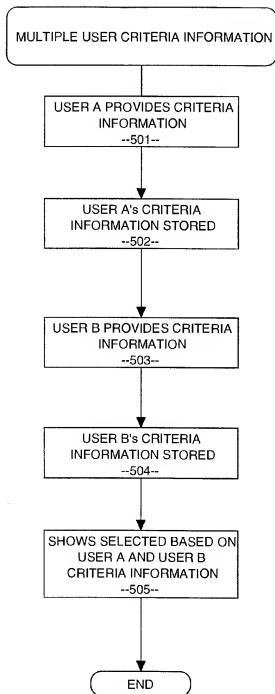 MULTIPLE USER CRITERIA INFORMATION
USER A PROVIDES CRITERIA
INFORMATION
--501--
USER A's CRITERIA
INFORMATION STORED
--502--
USER B PROVIDES CRITERIA
INFORMATION
--503--
USER B's CRITERIA
INFORMATION STORED
--504--
SHOWS SELECTED BASED ON
USER A AND USER B
CRITERIA INFORMATION
--505--
END